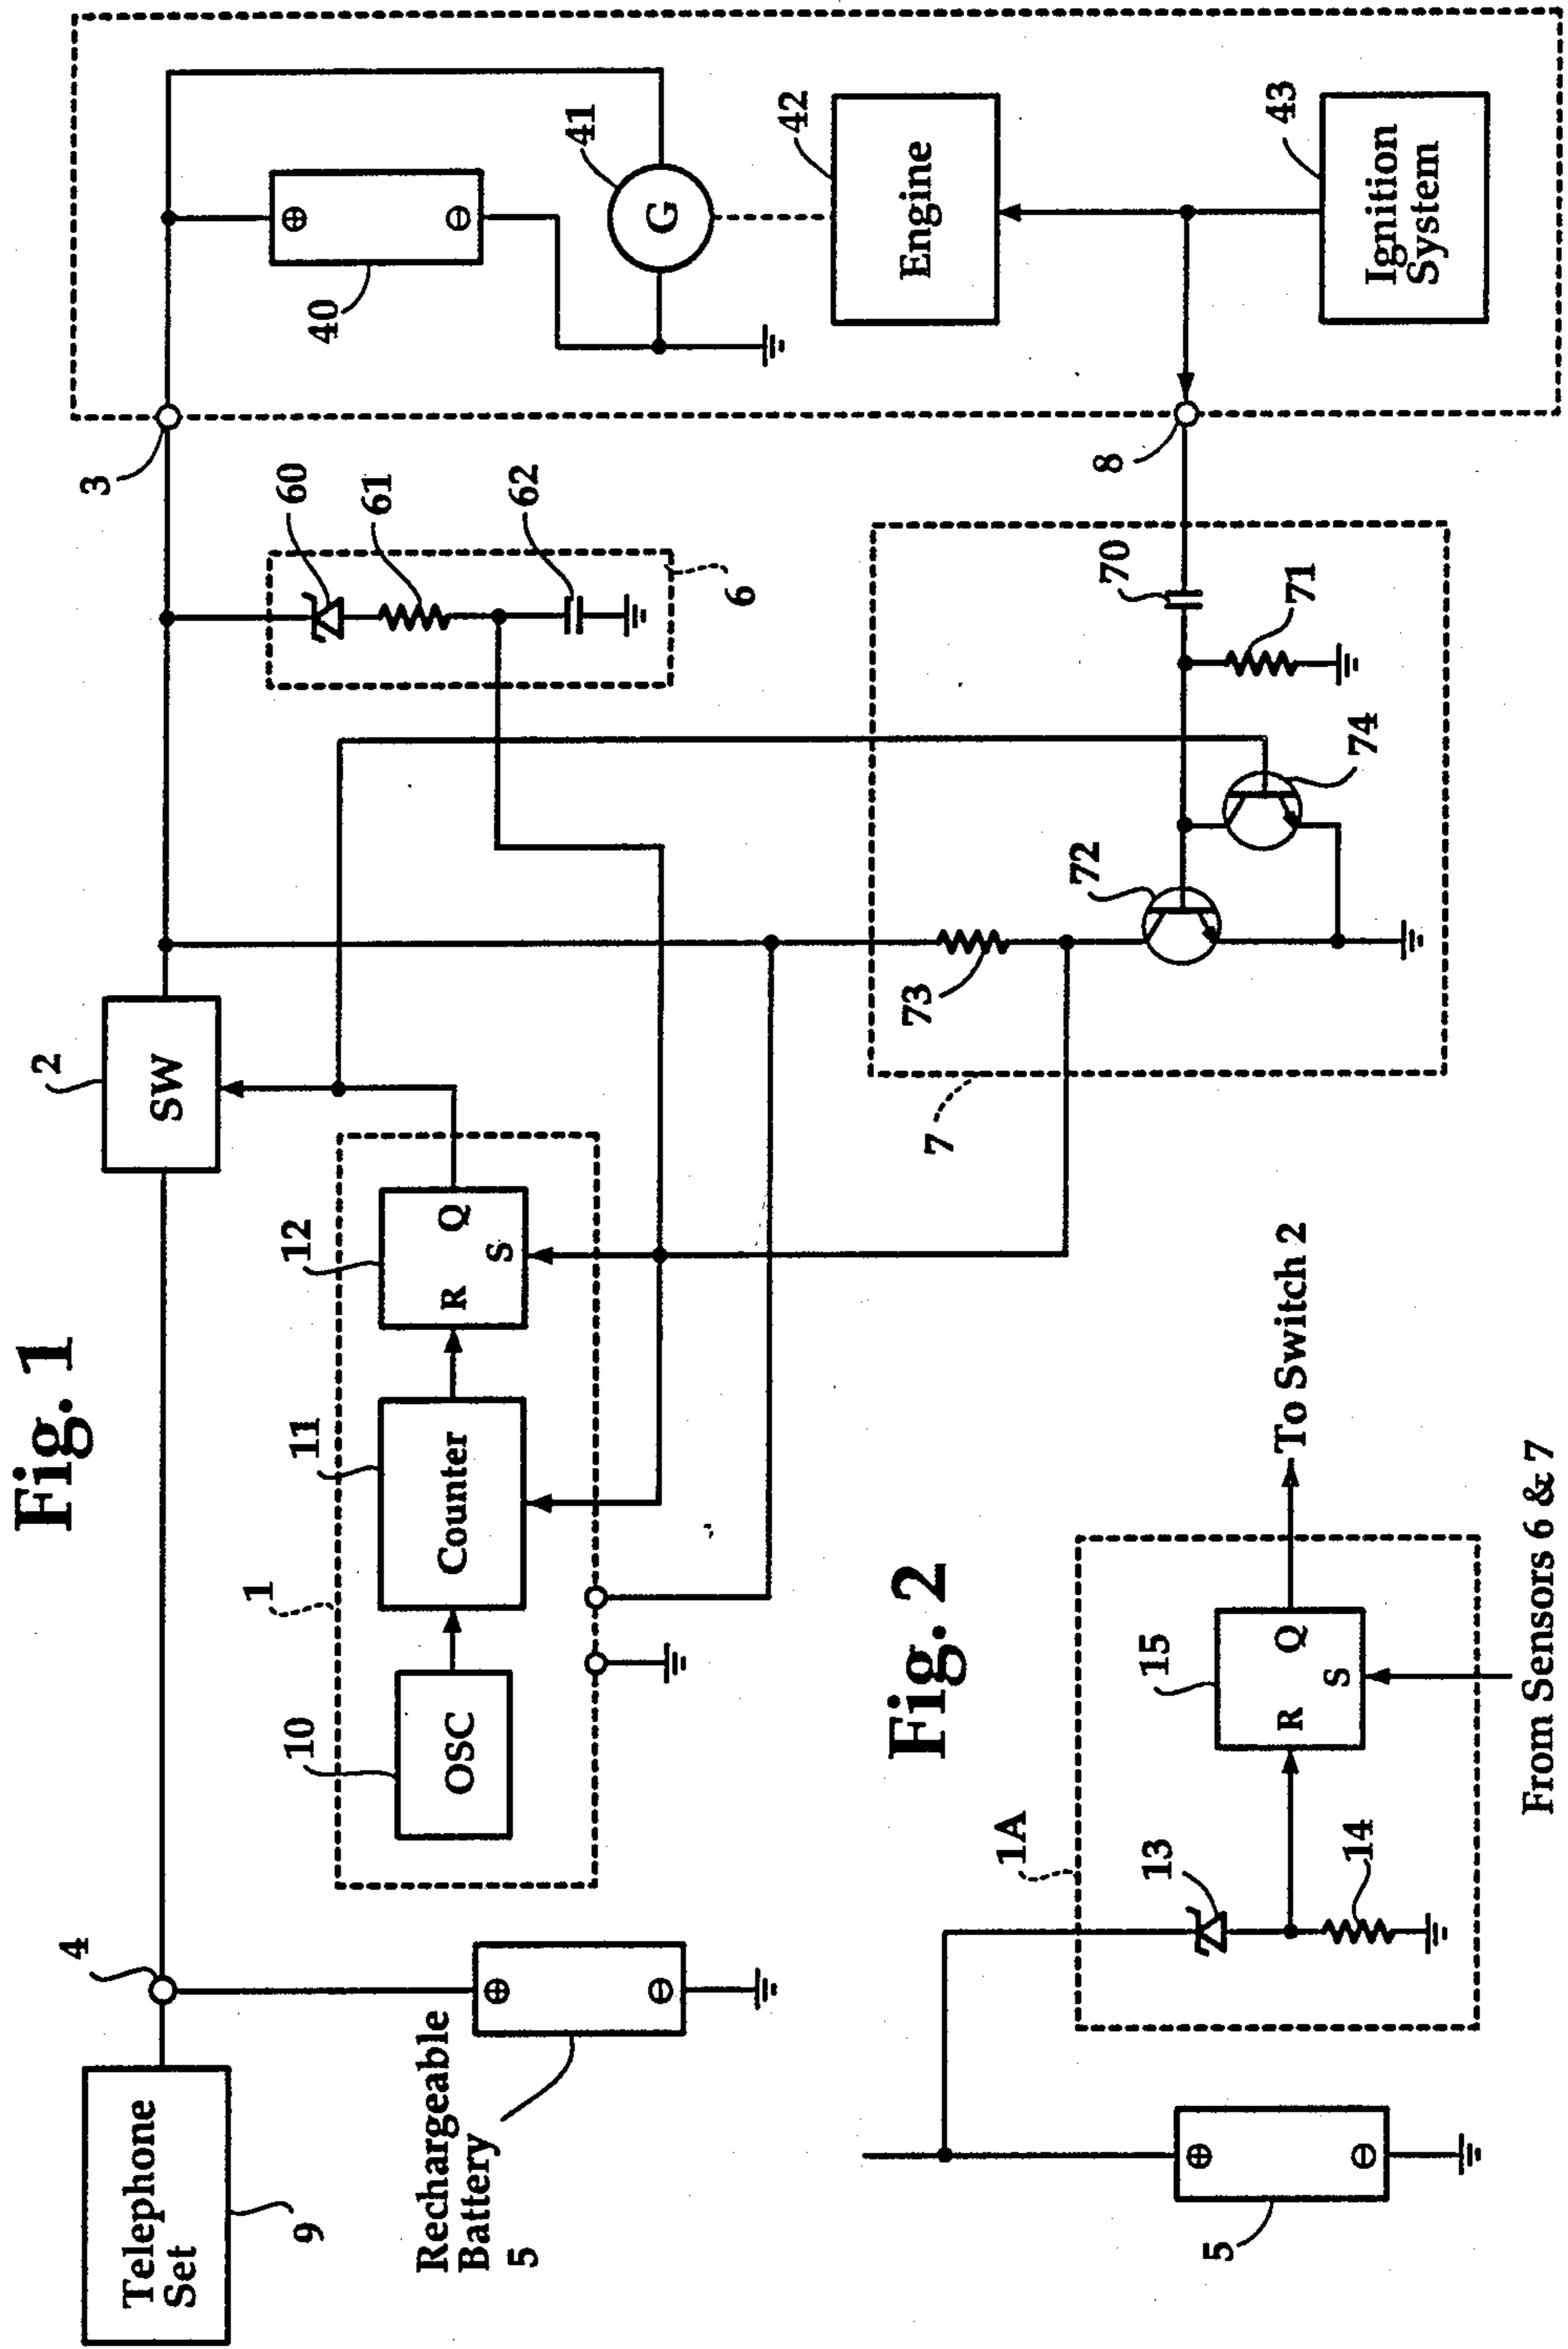 Fig. 1
Telephone
Set
9
4
Rechargeable
Battery
5
1
10
OSC
11
Counter
12
R
Q
S
2
SW
3
60
61
62
6
40
⊕
⊖
41
G
42
Engine
43
Ignition
System
8
7
70
71
72
73
74
⊕
⊖
Fig. 2
5
⊕
⊖
1A
13
14
15
R
Q
S
To Switch 2
From Sensors 6 & 7